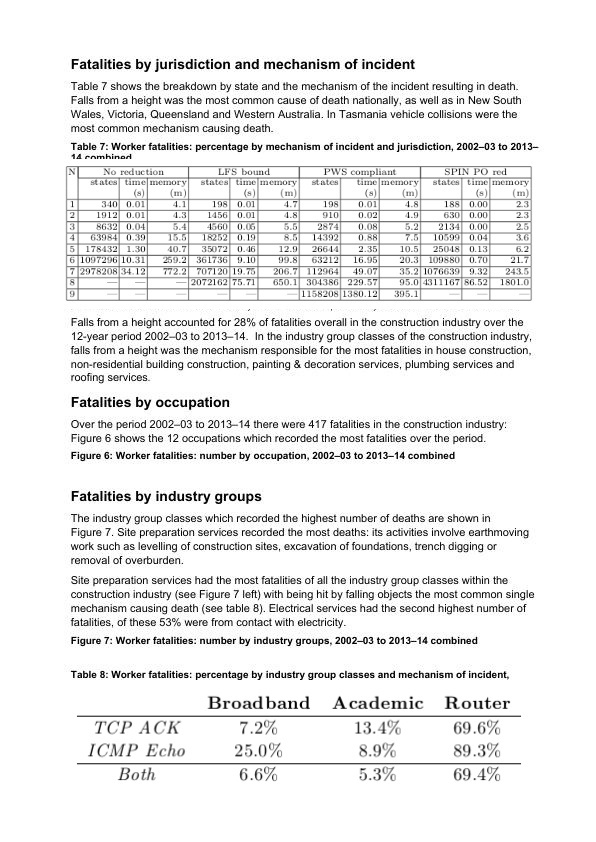 Fatalities by jurisdiction and mechanism of incident
Table 7 shows the breakdown by state and the mechanism of the incident resulting in death.
Falls from a height was the most common cause of death nationally, as well as in New South
Wales, Victoria, Queensland and Western Australia. In Tasmania vehicle collisions were the
most common mechanism causing death.
Table 7: Worker fatalities: percentage by mechanism of incident and jurisdiction, 2002–03 to 2013–
14 combined
N No reduction LFS bound PWS compliant SPIN PO red
states time memory states time memory states time memory states time memory
(s) (m) (s) (m) (s) (m) (s) (m)
1 340 0.01 4.1 198 0.01 4.7 198 0.01 4.8 188 0.00 2.3
2 1912 0.01 4.3 1456 0.01 4.8 910 0.02 4.9 630 0.00 2.3
3 8632 0.04 5.4 4560 0.05 5.5 2874 0.08 5.2 2134 0.00 2.5
4 63984 0.39 15.5 18252 0.19 8.5 14392 0.88 7.5 10599 0.04 3.6
5 178432 1.30 40.7 35072 0.46 12.9 26644 2.35 10.5 25048 0.13 6.2
6 1097296 10.31 259.2 361736 9.10 99.8 63212 16.95 20.3 109880 0.70 21.7
7 2978208 34.12 772.2 707120 19.75 206.7 112964 49.07 35.2 1076639 9.32 243.5
8 — — — 2072162 75.71 650.1 304386 229.57 95.0 4311167 86.52 1801.0
9 — — — — — — 1158208 1380.12 395.1 — — —
Falls from a height accounted for 28% of fatalities overall in the construction industry over the
12-year period 2002–03 to 2013–14. In the industry group classes of the construction industry,
falls from a height was the mechanism responsible for the most fatalities in house construction,
non-residential building construction, painting & decoration services, plumbing services and
roofing services.
Fatalities by occupation
Over the period 2002–03 to 2013–14 there were 417 fatalities in the construction industry:
Figure 6 shows the 12 occupations which recorded the most fatalities over the period.
Figure 6: Worker fatalities: number by occupation, 2002–03 to 2013–14 combined
Fatalities by industry groups
The industry group classes which recorded the highest number of deaths are shown in
Figure 7. Site preparation services recorded the most deaths: its activities involve earthmoving
work such as levelling of construction sites, excavation of foundations, trench digging or
removal of overburden.
Site preparation services had the most fatalities of all the industry group classes within the
construction industry (see Figure 7 left) with being hit by falling objects the most common single
mechanism causing death (see table 8). Electrical services had the second highest number of
fatalities, of these 53% were from contact with electricity.
Figure 7: Worker fatalities: number by industry groups, 2002–03 to 2013–14 combined
Table 8: Worker fatalities: percentage by industry group classes and mechanism of incident,
Broadband Academic Router
TCP ACK 7.2% 13.4% 69.6%
ICMP Echo 25.0% 8.9% 89.3%
Both 6.6% 5.3% 69.4%